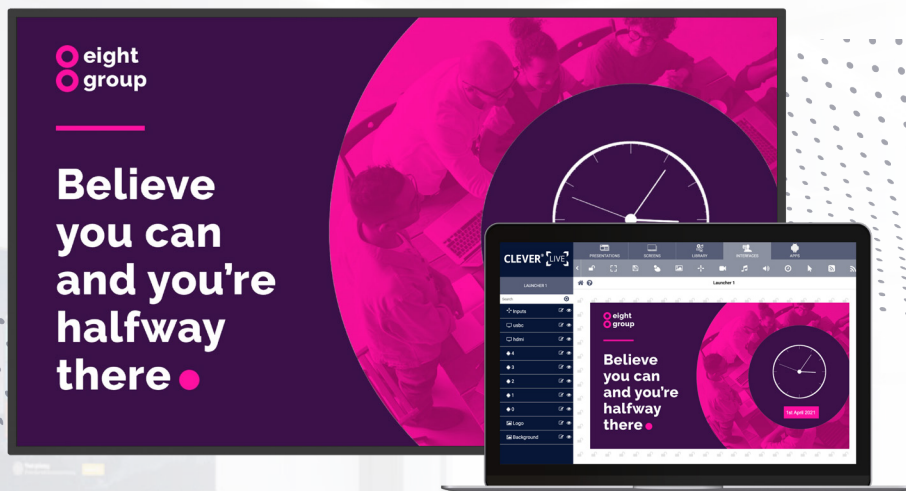 eight
group
Believe
you can
and you're
halfway
there
CLEVER® [LIVE]
PRESENTATIONS
SCREENS
LIBRARY
INTERFACES
APPS
LAUNCHER 1
Launcher 1
Search
Inputs
usbc
hdmi
4
3
2
1
0
Logo
Background
eight
group
Believe
you can
and you're
halfway
there
1st April 2021